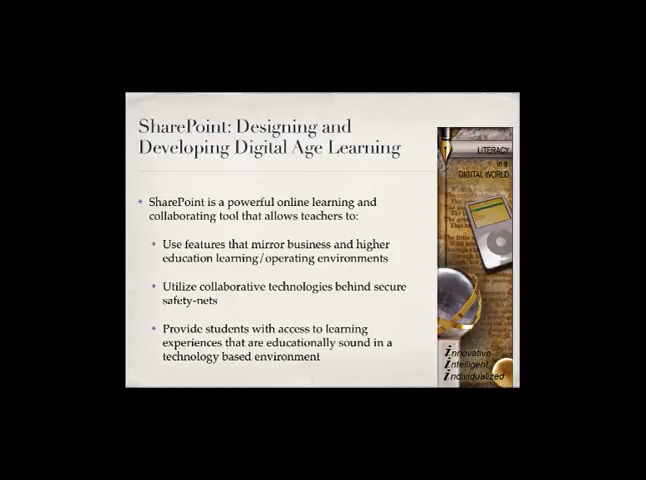 SharePoint: Designing and
Developing Digital Age Learning
SharePoint is a powerful online learning and
collaborating tool that allows teachers to:
Use features that mirror business and higher
education learning/operating environments
Utilize collaborative technologies behind secure
safety-nets
Provide students with access to learning
experiences that are educationally sound in a
technology based environment
LITERACY
in a
DIGITAL WORLD
innovative
intelligent
individualized